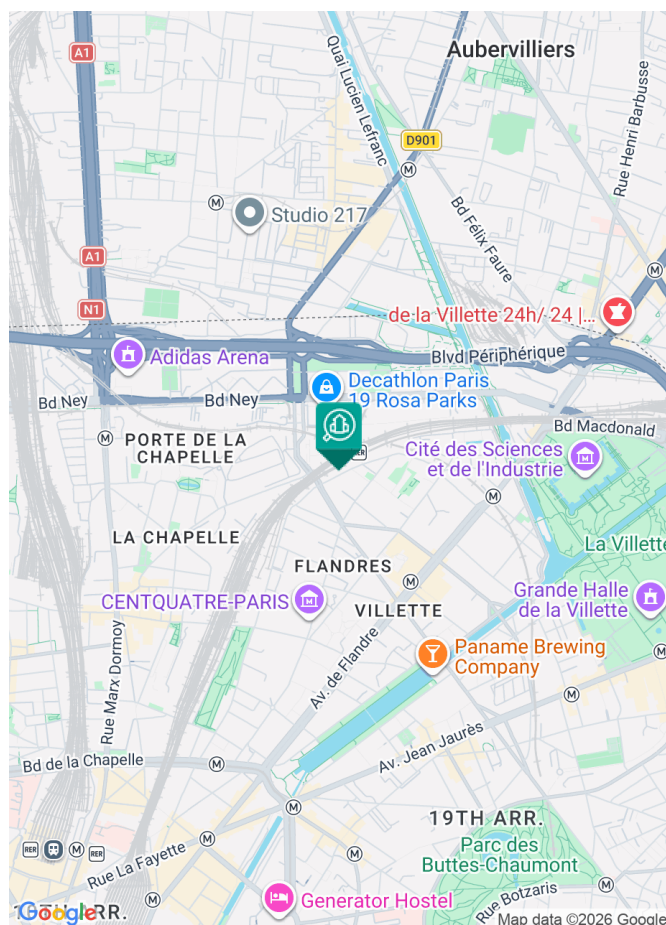 Aubervilliers
A1
Quai Lucien Lefranc
D901
Rue Henri Barbusse
M
Bd Félix Faure
M
Studio 217
A1
M
N1
de la Villette 24h/ 24 |...
Adidas Arena
Blvd Périphérique
Decathlon Paris
19 Rosa Parks
Bd Ney
Bd Ney
Bd Macdonald
M
PORTE DE LA
CHAPELLE
Cité des Sciences
et de l'Industrie
M
M
LA CHAPELLE
La Villette
FLANDRES
M
CENTQUATRE-PARIS
VILLETTE
Grande Halle
de la Villette
Rue Marx Dormoy
Av. de Flandre
Paname Brewing
Company
M
M
Bd de la Chapelle
M
Av. Jean Jaurès
M
19TH ARR.
RER
M
RER
M
M
Parc des
Buttes-Chaumont
Rue La Fayette
M
Generator Hostel
Rue Botzaris
Google
Map data ©2026 Google